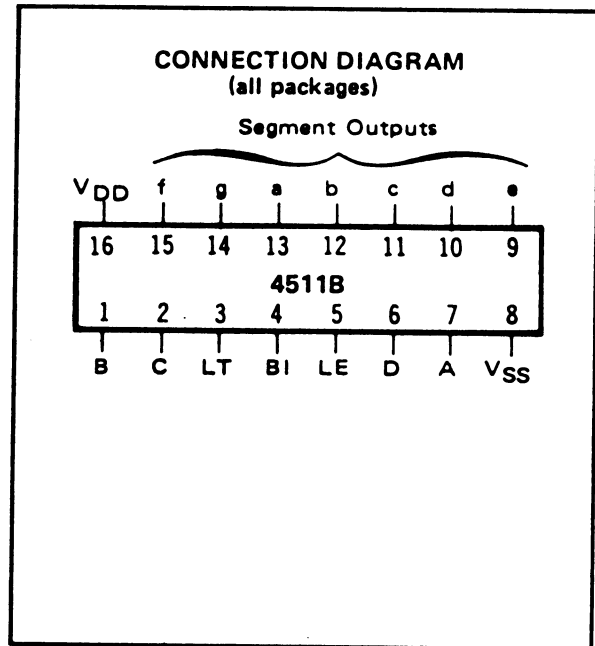 CONNECTION DIAGRAM
(all packages)
Segment Outputs
VDD f g a b c d e
16 15 14 13 12 11 10 9
4511B
1 2 3 4 5 6 7 8
B C LT BI LE D A VSS